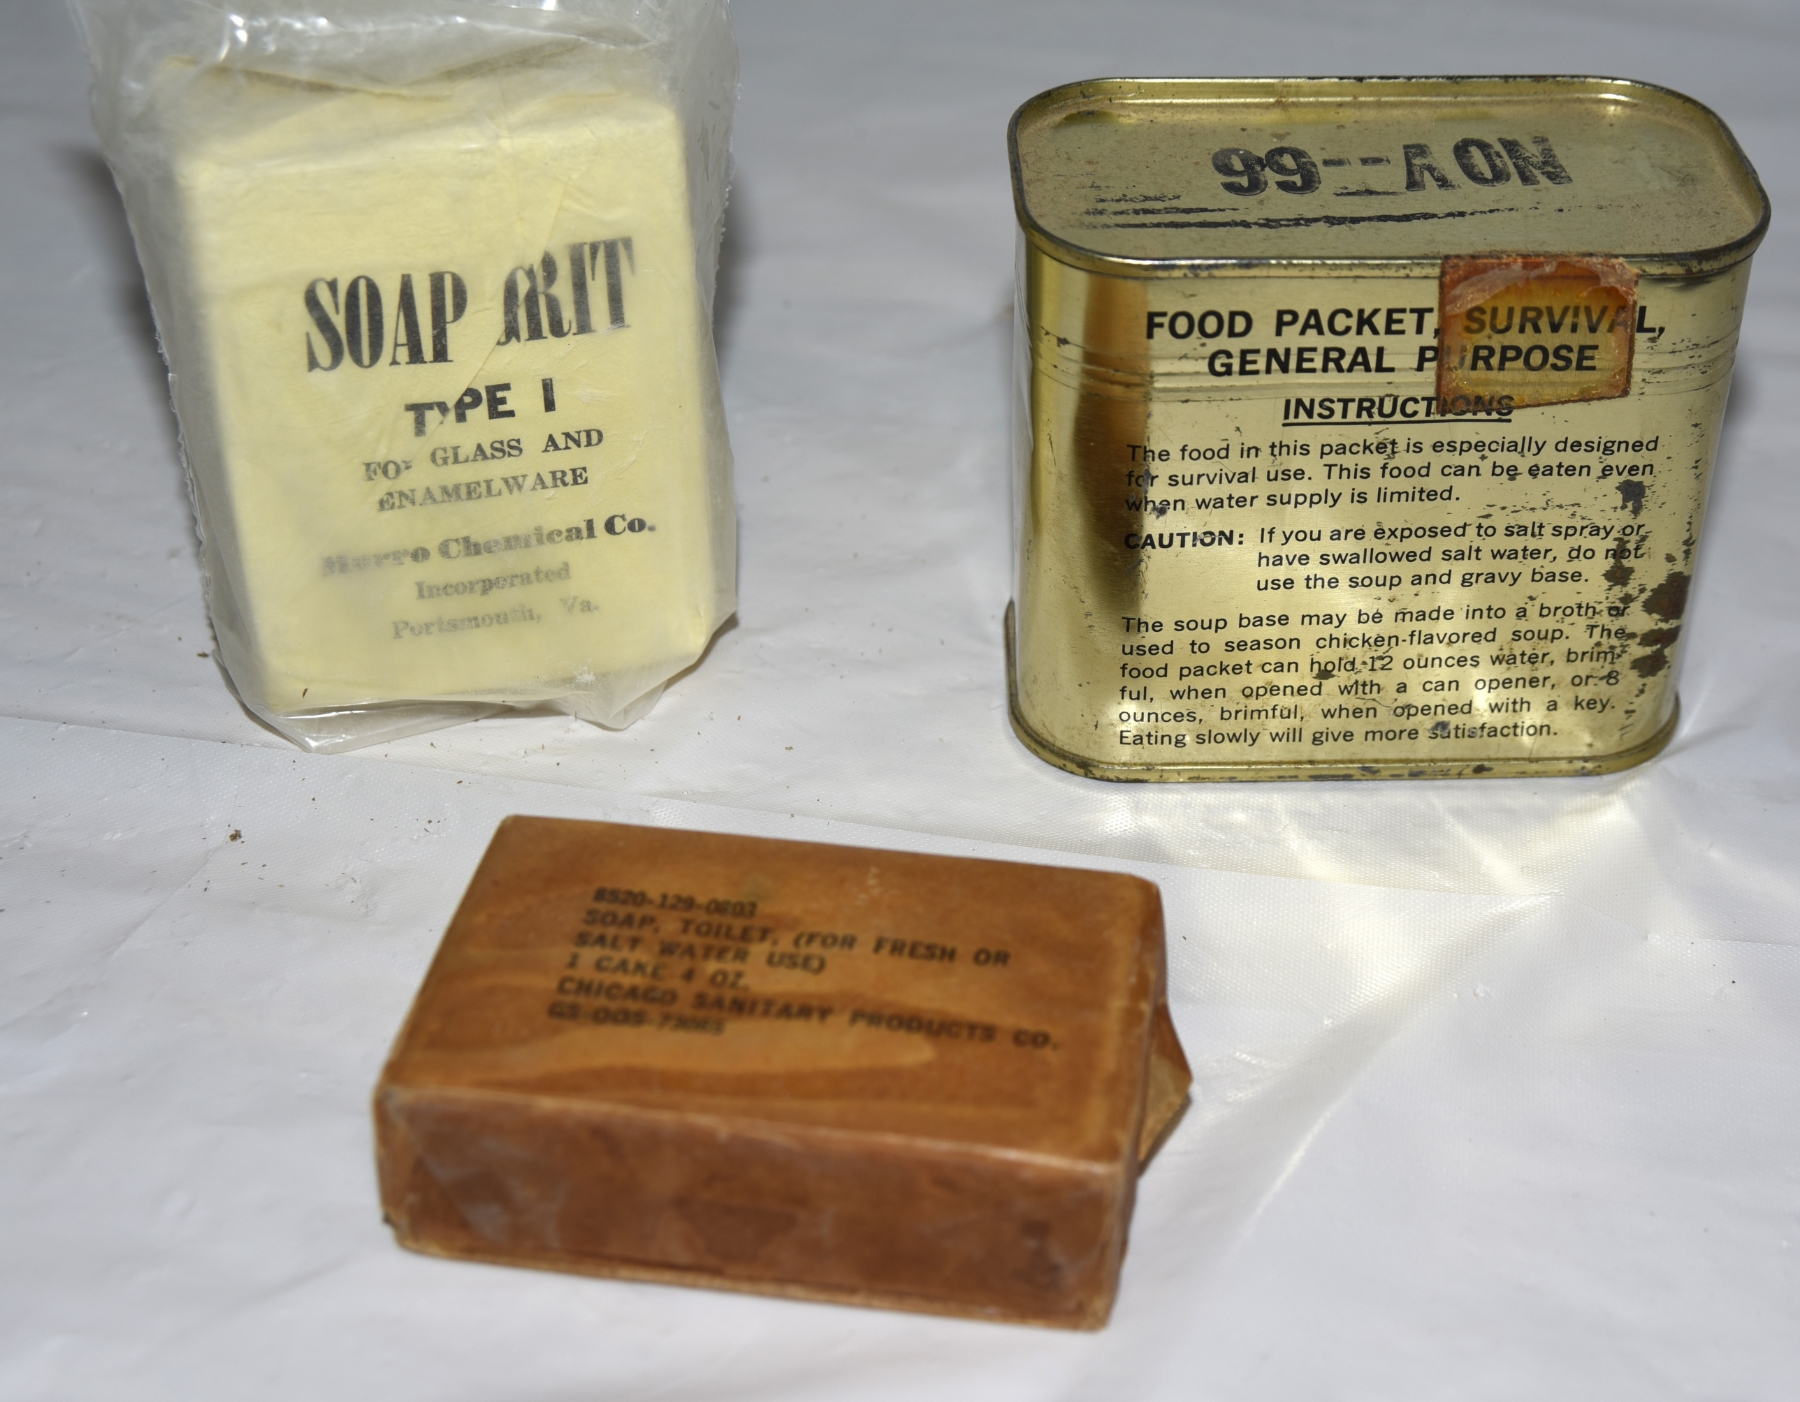 SOAP GRIT
TYPE I
FOR GLASS AND
ENAMELWARE
Chemical Co.
Incorporated
Portsmouth, Va.
NOV--66
FOOD PACKET, SURVIVAL,
GENERAL PURPOSE
INSTRUCTIONS
The food in this packet is especially designed
for survival use. This food can be eaten even
when water supply is limited.
CAUTION: If you are exposed to salt spray or
have swallowed salt water, do not
use the soup and gravy base.
The soup base may be made into a broth or
used to season chicken-flavored soup. The
food packet can hold 12 ounces water, brim-
ful, when opened with a can opener, or 8
ounces, brimful, when opened with a key.
Eating slowly will give more satisfaction.
8520-129-0803
SOAP, TOILET, (FOR FRESH OR
SALT WATER USE)
1 CAKE 4 OZ.
CHICAGO SANITARY PRODUCTS CO.
GS-OOS-